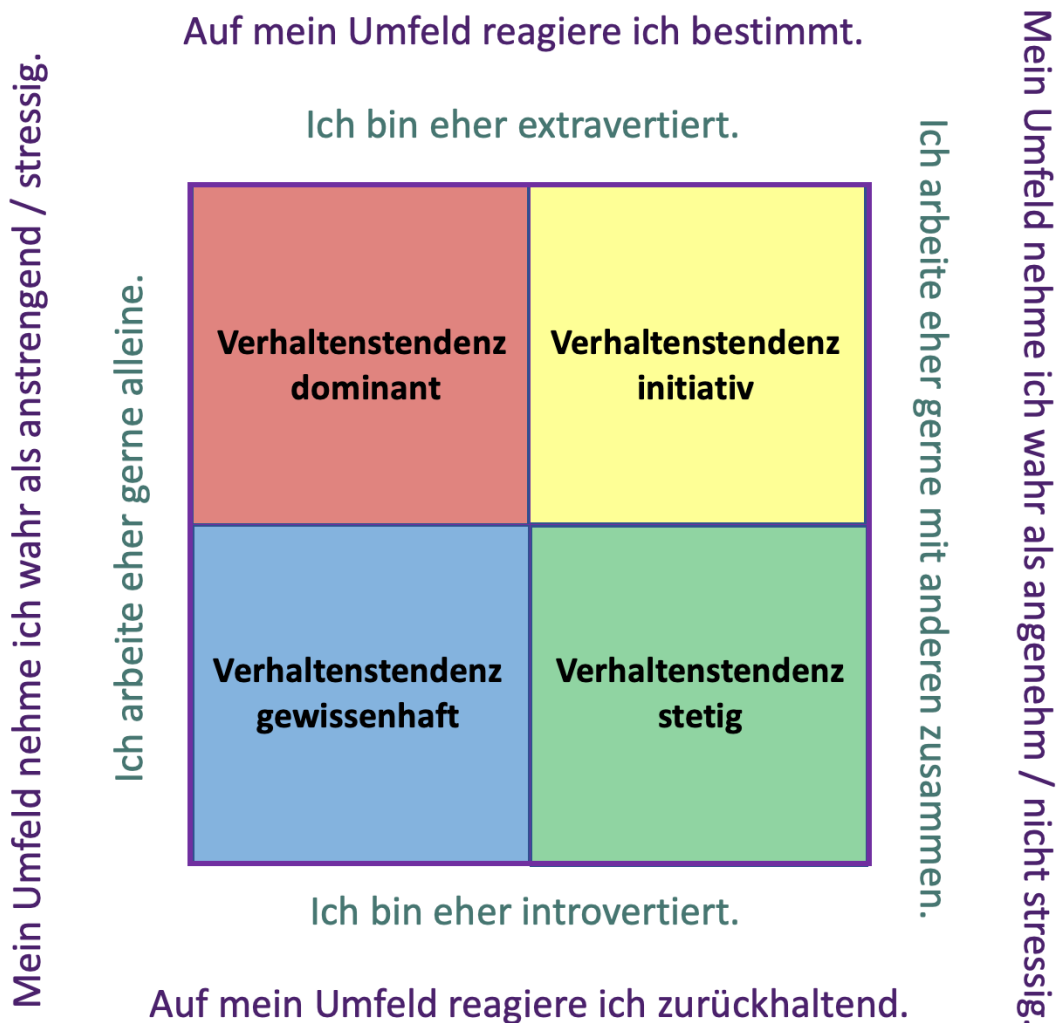 Auf mein Umfeld reagiere ich bestimmt.
Ich bin eher extravertiert.
Mein Umfeld nehme ich wahr als anstrengend / stressig.
Ich arbeite eher gerne alleine.
Verhaltenstendenz
dominant
Verhaltenstendenz
initiativ
Verhaltenstendenz
gewissenhaft
Verhaltenstendenz
stetig
Ich arbeite eher gerne mit anderen zusammen.
Mein Umfeld nehme ich wahr als angenehm / nicht stressig.
Ich bin eher introvertiert.
Auf mein Umfeld reagiere ich zurückhaltend.